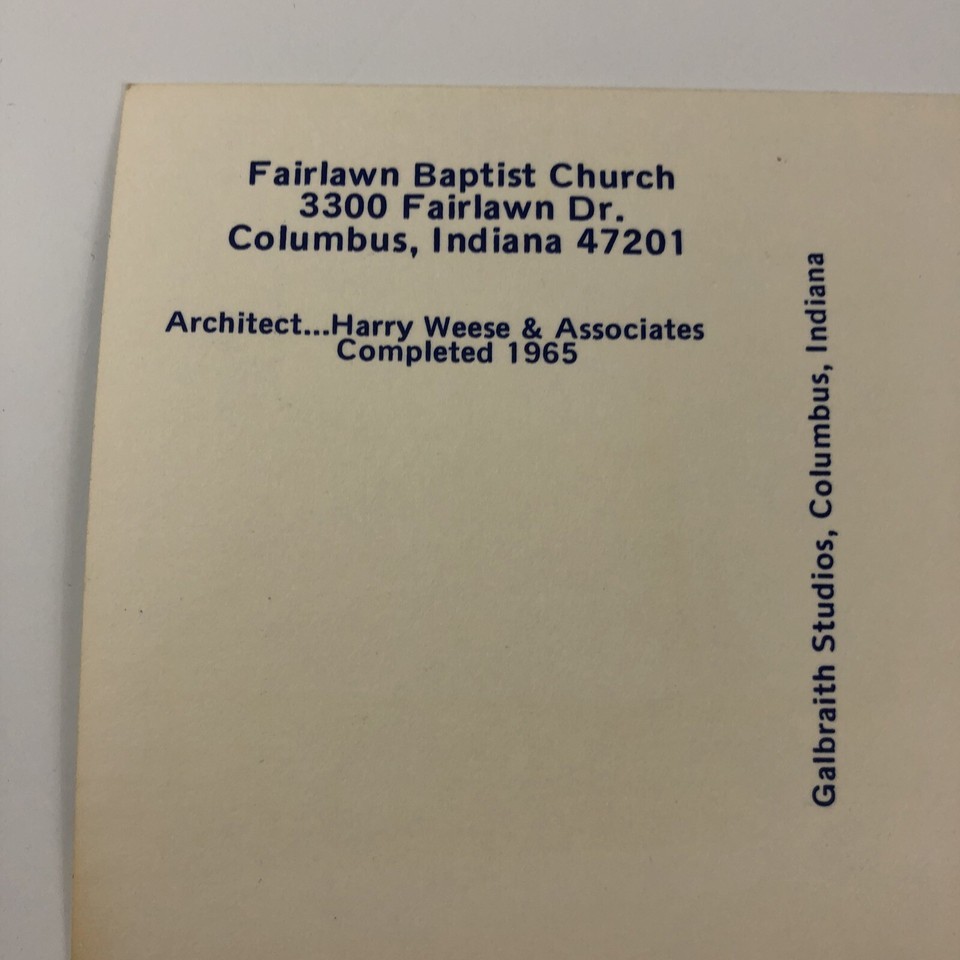 Fairlawn Baptist Church
3300 Fairlawn Dr.
Columbus, Indiana 47201
Architect...Harry Weese & Associates
Completed 1965
Galbraith Studios, Columbus, Indiana